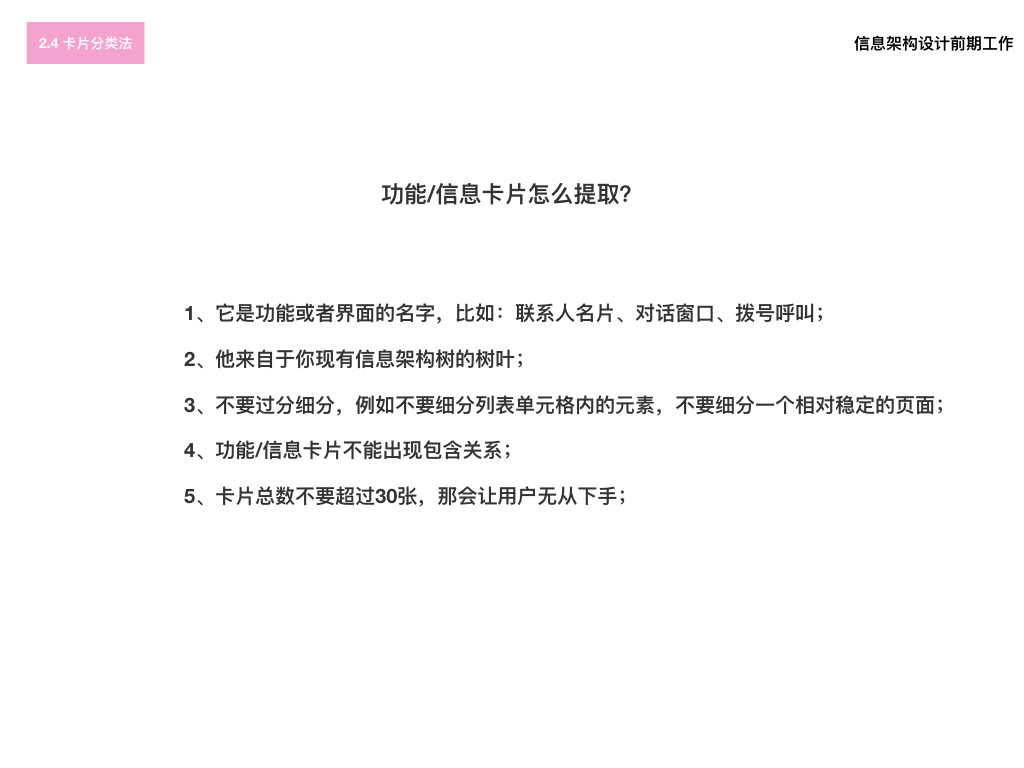 2.4 卡片分类法
信息架构设计前期工作
功能/信息卡片怎么提取？
1、它是功能或者界面的名字，比如：联系人名片、对话窗口、拨号呼叫；
2、他来自于你现有信息架构树的树叶；
3、不要过分细分，例如不要细分列表单元格内的元素，不要细分一个相对稳定的页面；
4、功能/信息卡片不能出现包含关系；
5、卡片总数不要超过30张，那会让用户无从下手；